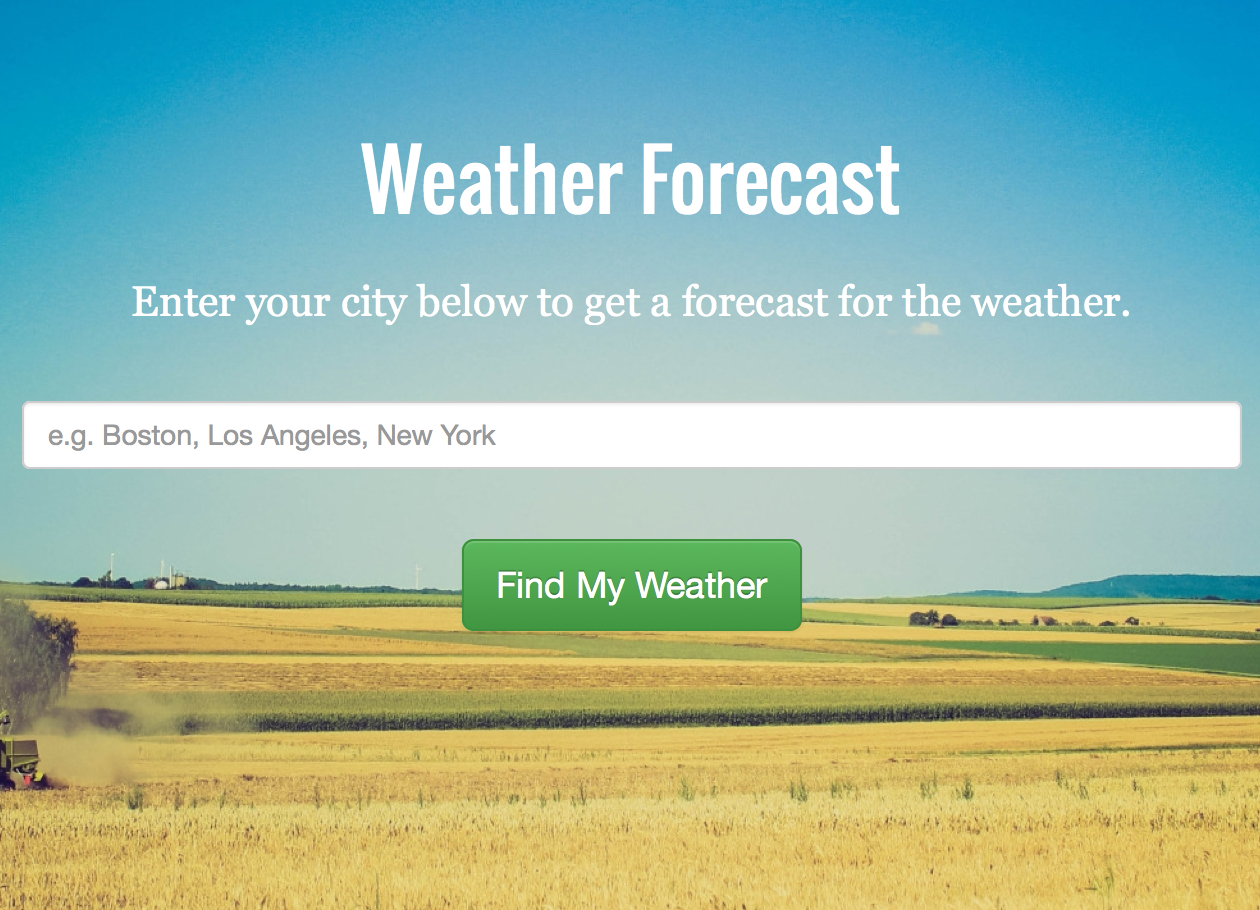 Weather Forecast
Enter your city below to get a forecast for the weather.
e.g. Boston, Los Angeles, New York
Find My Weather